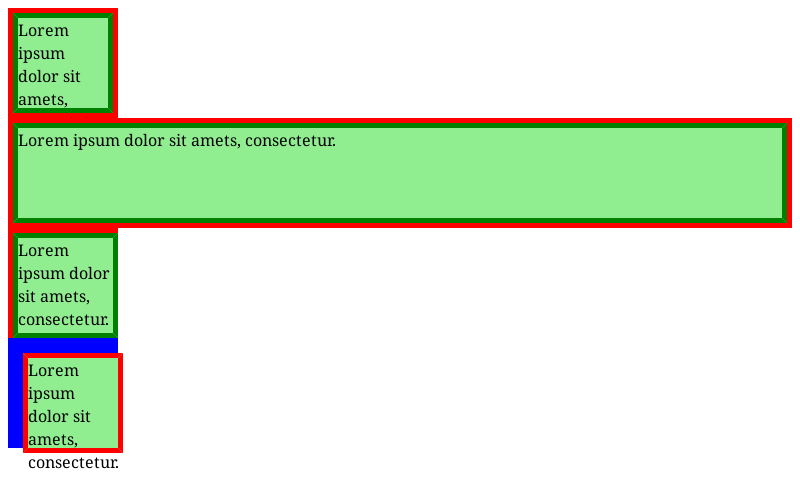 Lorem
ipsum
dolor sit
amets,
Lorem ipsum dolor sit amets, consectetur.
Lorem
ipsum dolor
sit amets,
consectetur.
Lorem
ipsum
dolor sit
amets,
consectetur.